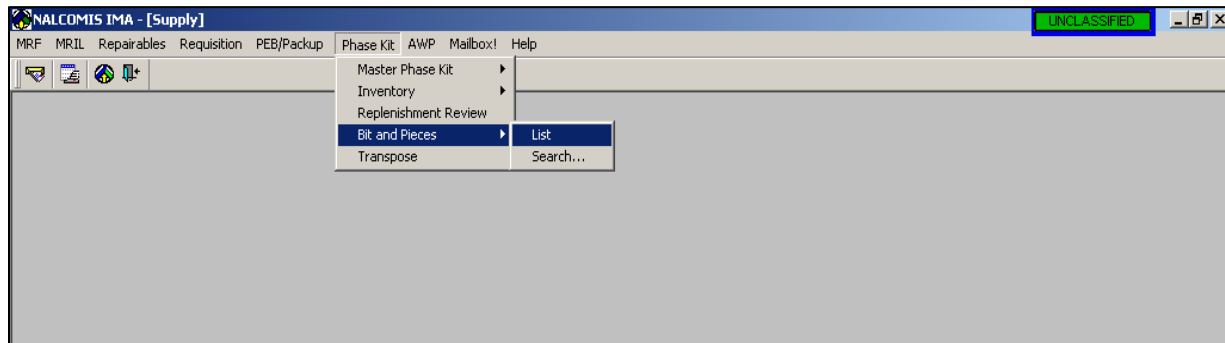 NALCOMIS IMA - [Supply] UNCLASSIFIED
MRF MRIL Repairables Requisition PEB/Packup Phase Kit AWP Mailbox! Help
Master Phase Kit
Inventory
Replenishment Review
Bit and Pieces List
Transpose Search...